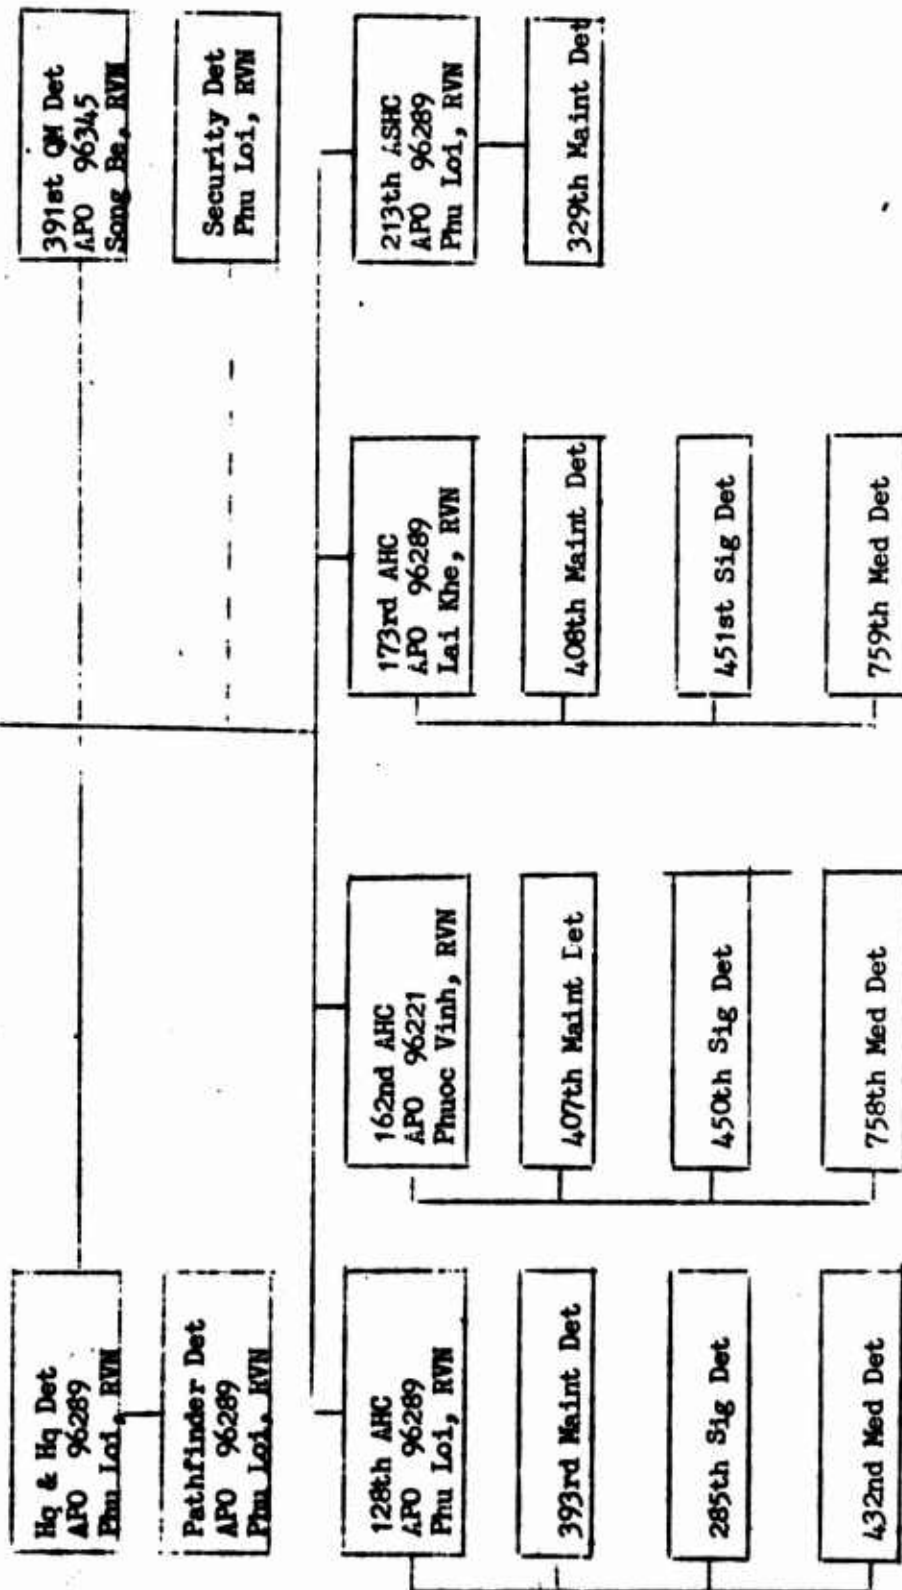 Hq & Hq Det
APO 96289
Phu Loi, RVN
391st QM Det
APO 96345
Song Be, RVN
Pathfinder Det
APO 96289
Phu Loi, RVN
Security Det
Phu Loi, RVN
128th AHC
APO 96289
Phu Loi, RVN
162nd AHC
APO 96221
Phuoc Vinh, RVN
173rd AHC
APO 96289
Lai Khe, RVN
213th ASHC
APO 96289
Phu Loi, RVN
393rd Maint Det
407th Maint Det
408th Maint Det
329th Maint Det
285th Sig Det
450th Sig Det
451st Sig Det
432nd Med Det
758th Med Det
759th Med Det